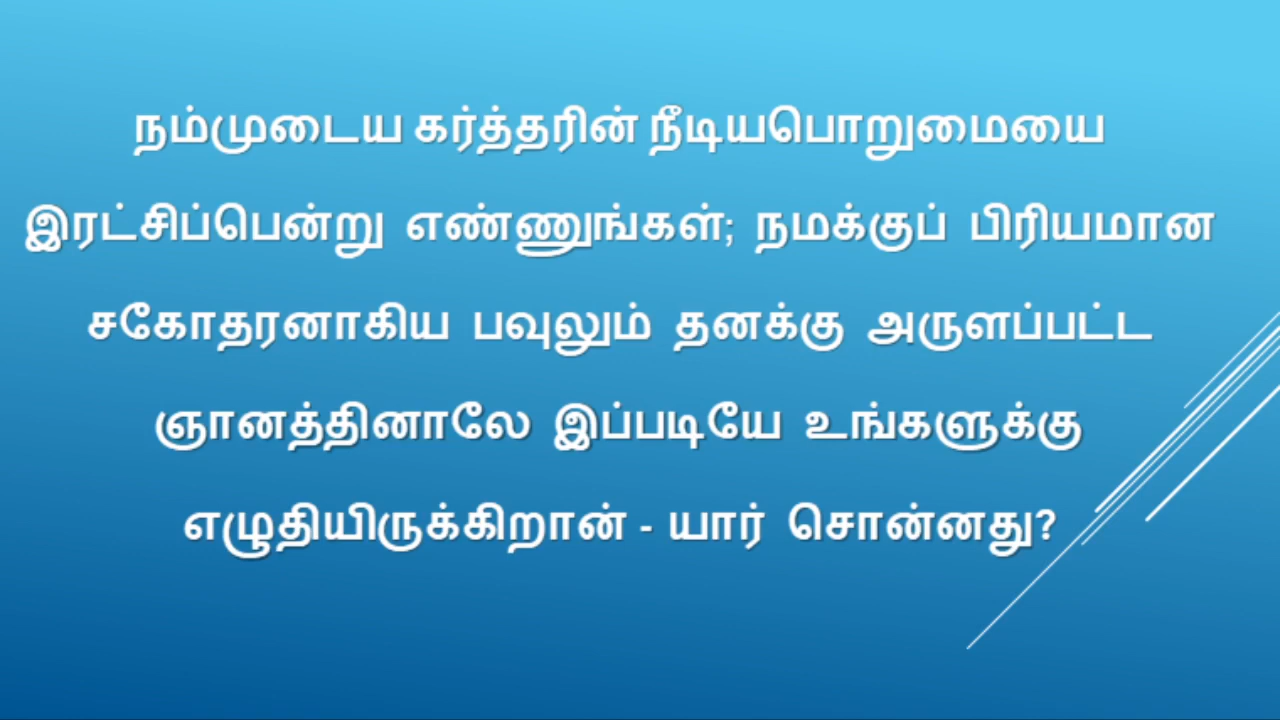 நம்முடைய கர்த்தரின் நீடியபொறுமையை
இரட்சிப்பென்று எண்ணுங்கள்; நமக்குப் பிரியமான
சகோதரனாகிய பவுலும் தனக்கு அருளப்பட்ட
ஞானத்தினாலே இப்படியே உங்களுக்கு
எழுதியிருக்கிறான் - யார் சொன்னது?